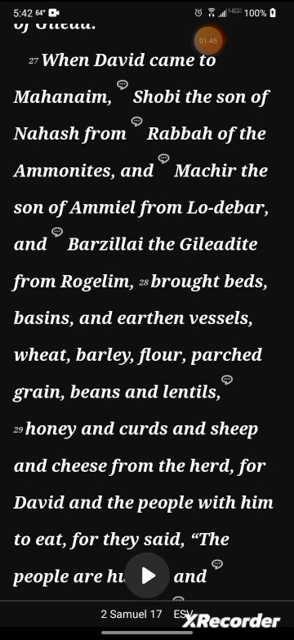 5:42 64°
100%
01:45
of Gilead.
27 When David came to
Mahanaim, Shobi the son of
Nahash from Rabbah of the
Ammonites, and Machir the
son of Ammiel from Lo-debar,
and Barzillai the Gileadite
from Rogelim, 28 brought beds,
basins, and earthen vessels,
wheat, barley, flour, parched
grain, beans and lentils,
29 honey and curds and sheep
and cheese from the herd, for
David and the people with him
to eat, for they said, “The
people are hu and
2 Samuel 17 ESV
XRecorder